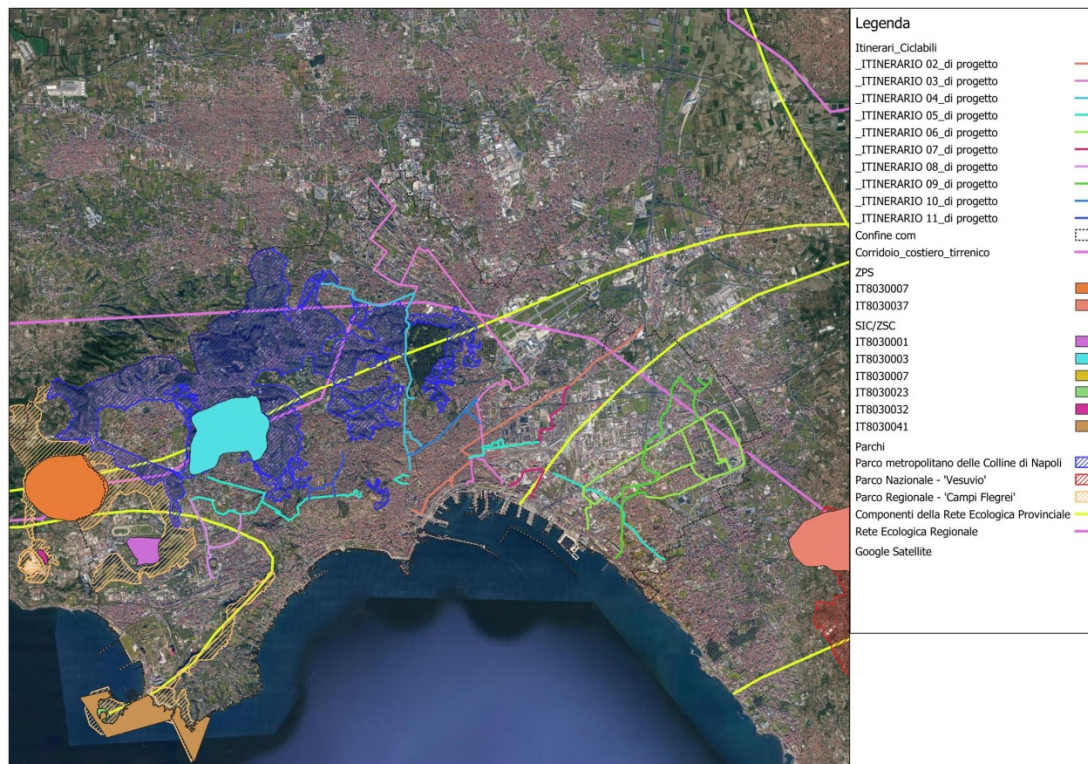 Legenda
Itinerari_Ciclabili
_ITINERARIO 02_di progetto
_ITINERARIO 03_di progetto
_ITINERARIO 04_di progetto
_ITINERARIO 05_di progetto
_ITINERARIO 06_di progetto
_ITINERARIO 07_di progetto
_ITINERARIO 08_di progetto
_ITINERARIO 09_di progetto
_ITINERARIO 10_di progetto
_ITINERARIO 11_di progetto
Confine com
Corridoio_costiero_tirrenico
ZPS
IT8030007
IT8030037
SIC/ZSC
IT8030001
IT8030003
IT8030007
IT8030023
IT8030032
IT8030041
Parchi
Parco metropolitano delle Colline di Napoli
Parco Nazionale - 'Vesuvio'
Parco Regionale - 'Campi Flegrei'
Componenti della Rete Ecologica Provinciale
Rete Ecologica Regionale
Google Satellite